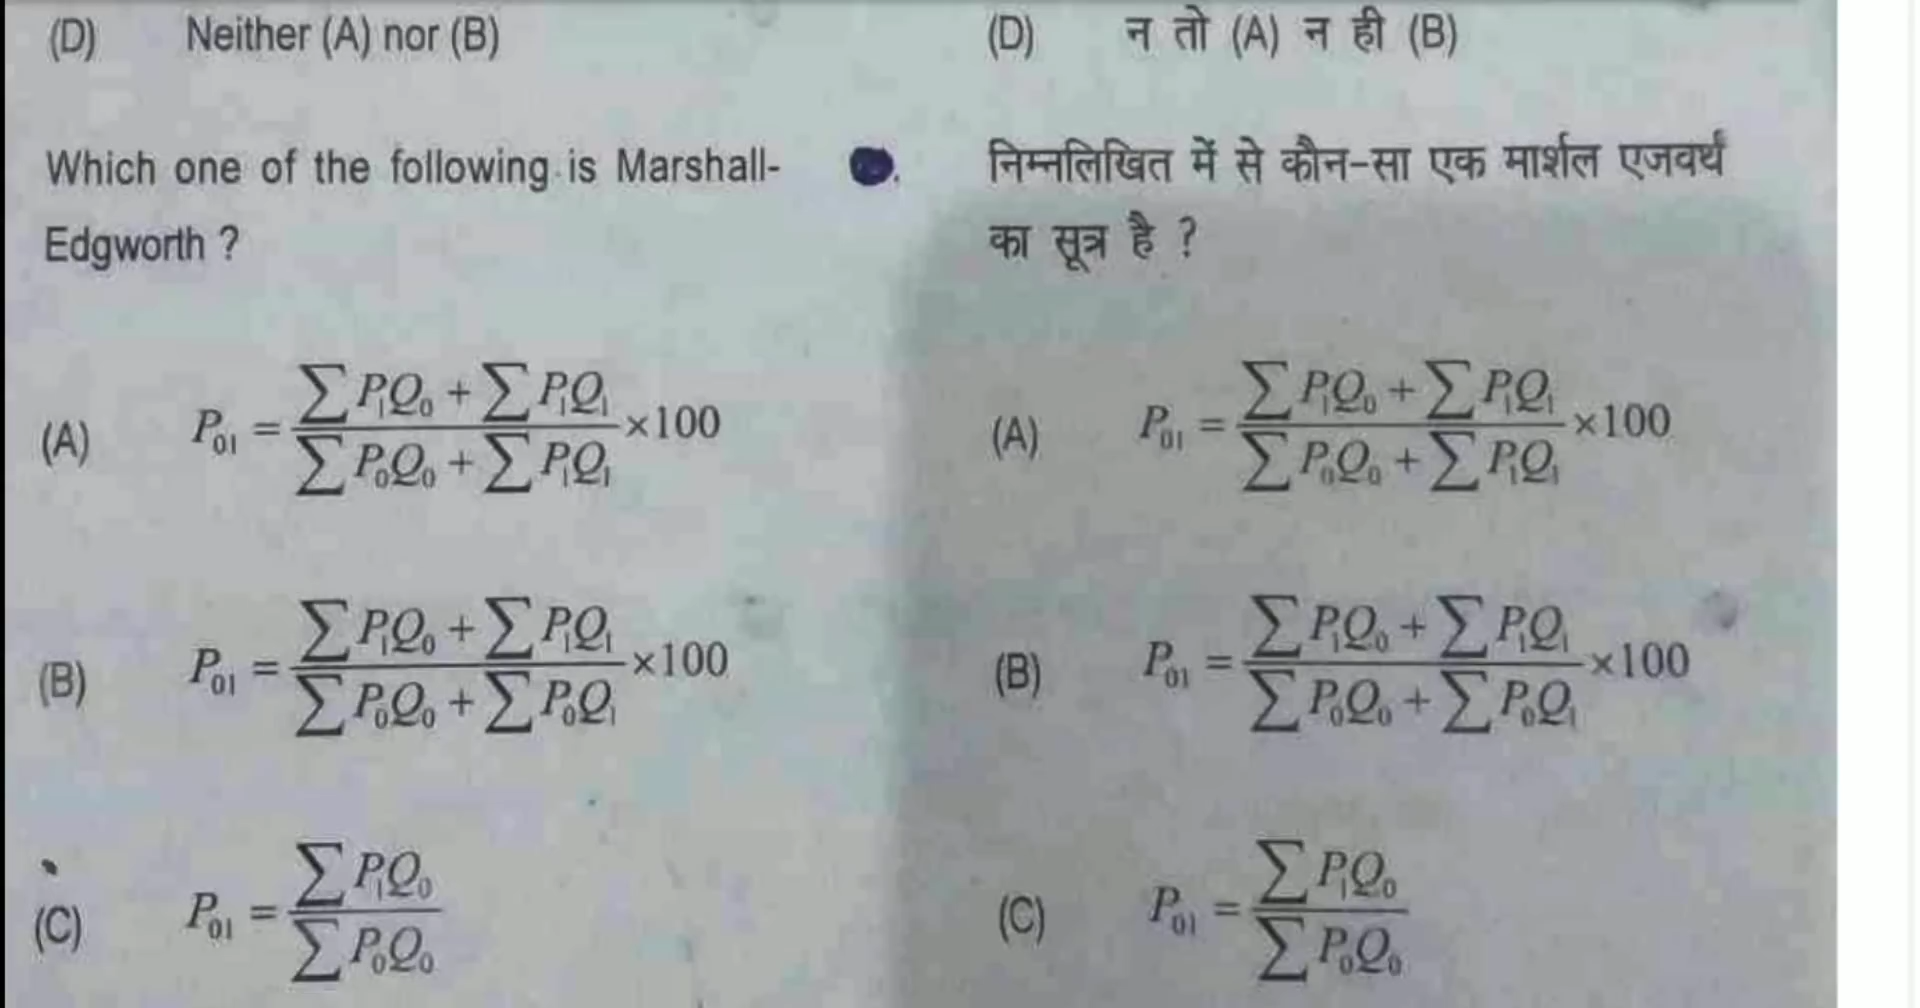 (D) Neither (A) nor (B)
Which one of the following is Marshall-
Edgworth ?
(A) P₀₁ = (∑P₁Q₀ + ∑P₁Q₁) / (∑P₀Q₀ + ∑P₁Q₁) ×100
(B) P₀₁ = (∑P₁Q₀ + ∑P₁Q₁) / (∑P₀Q₀ + ∑P₀Q₁) ×100
(C) P₀₁ = ∑P₁Q₀ / ∑P₀Q₀
(D) न तो (A) न ही (B)
निम्नलिखित में से कौन-सा एक मार्शल एजवर्थ
का सूत्र है ?
(A) P₀₁ = (∑P₁Q₀ + ∑P₁Q₁) / (∑P₀Q₀ + ∑P₁Q₁) ×100
(B) P₀₁ = (∑P₁Q₀ + ∑P₁Q₁) / (∑P₀Q₀ + ∑P₀Q₁) ×100
(C) P₀₁ = ∑P₁Q₀ / ∑P₀Q₀